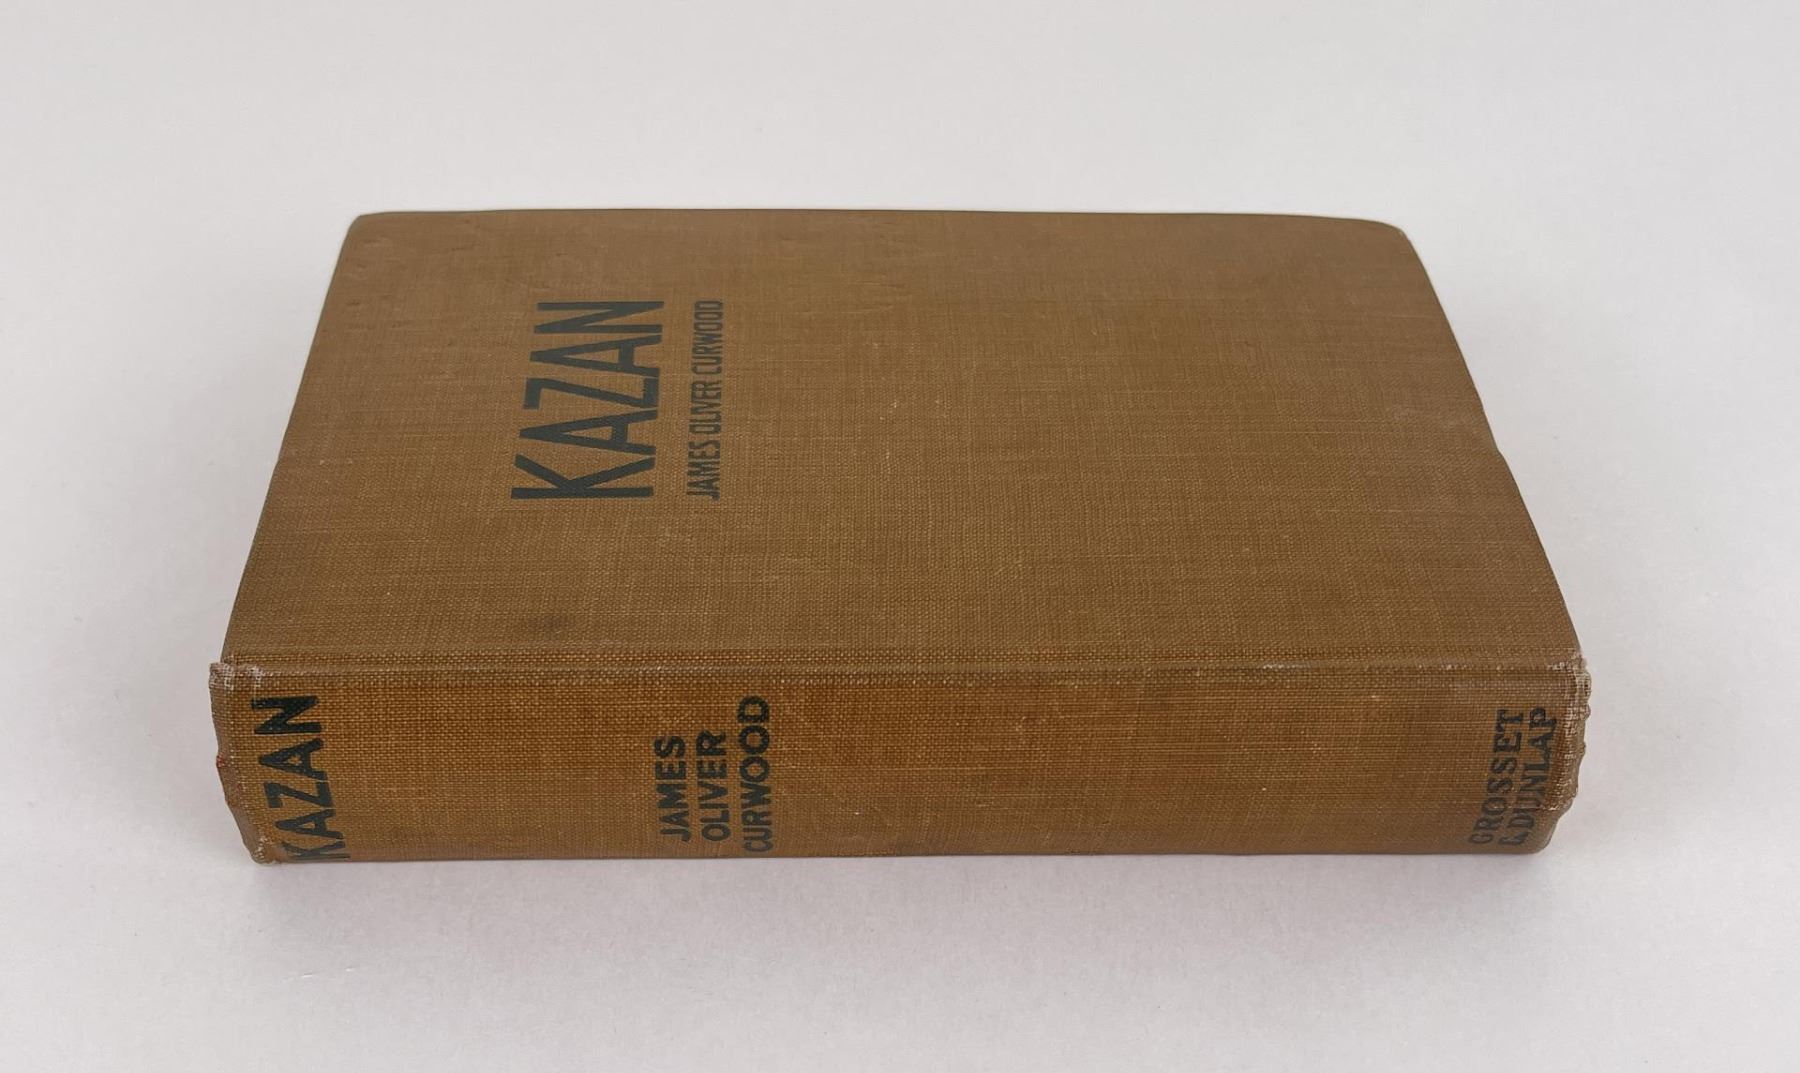 KAZAN
JAMES OLIVER CURWOOD
KAZAN
JAMES
OLIVER
CURWOOD
GROSSET
& DUNLAP